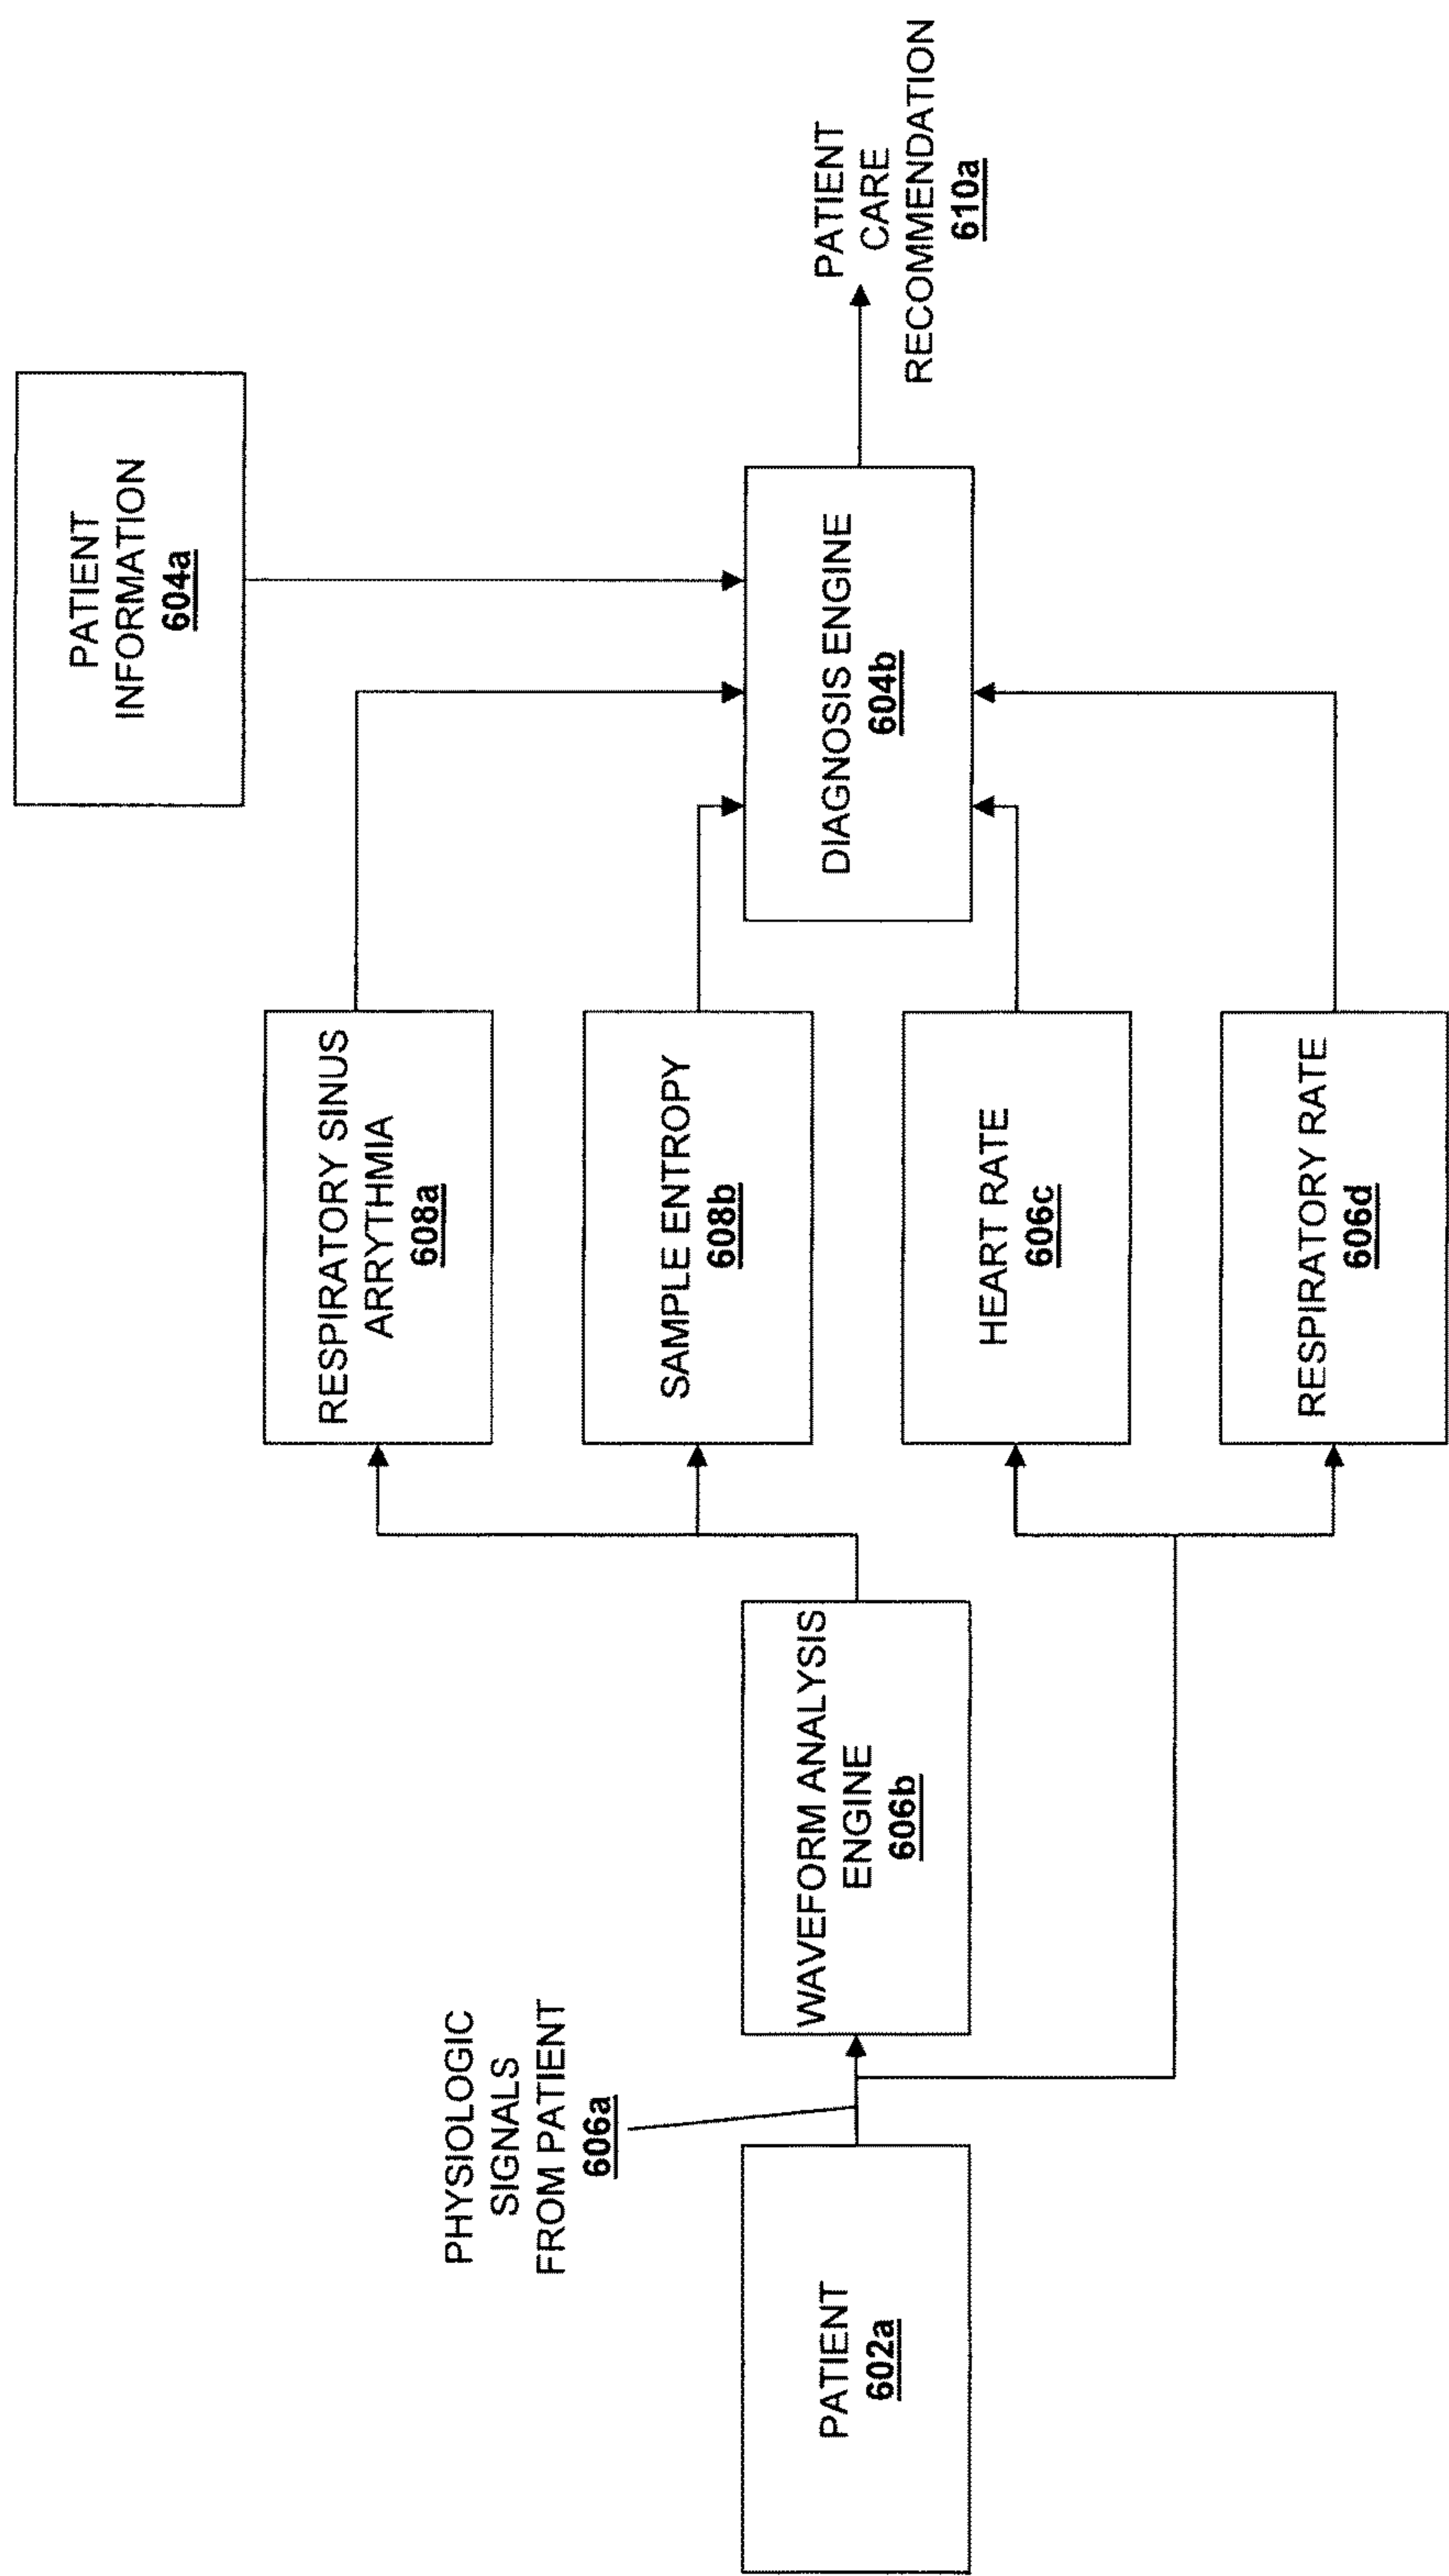 PATIENT
602a
PHYSIOLOGIC
SIGNALS
FROM PATIENT
606a
WAVEFORM ANALYSIS
ENGINE
606b
RESPIRATORY SINUS
ARRYTHMIA
608a
SAMPLE ENTROPY
608b
HEART RATE
606c
RESPIRATORY RATE
606d
PATIENT
INFORMATION
604a
DIAGNOSIS ENGINE
604b
PATIENT
CARE
RECOMMENDATION
610a